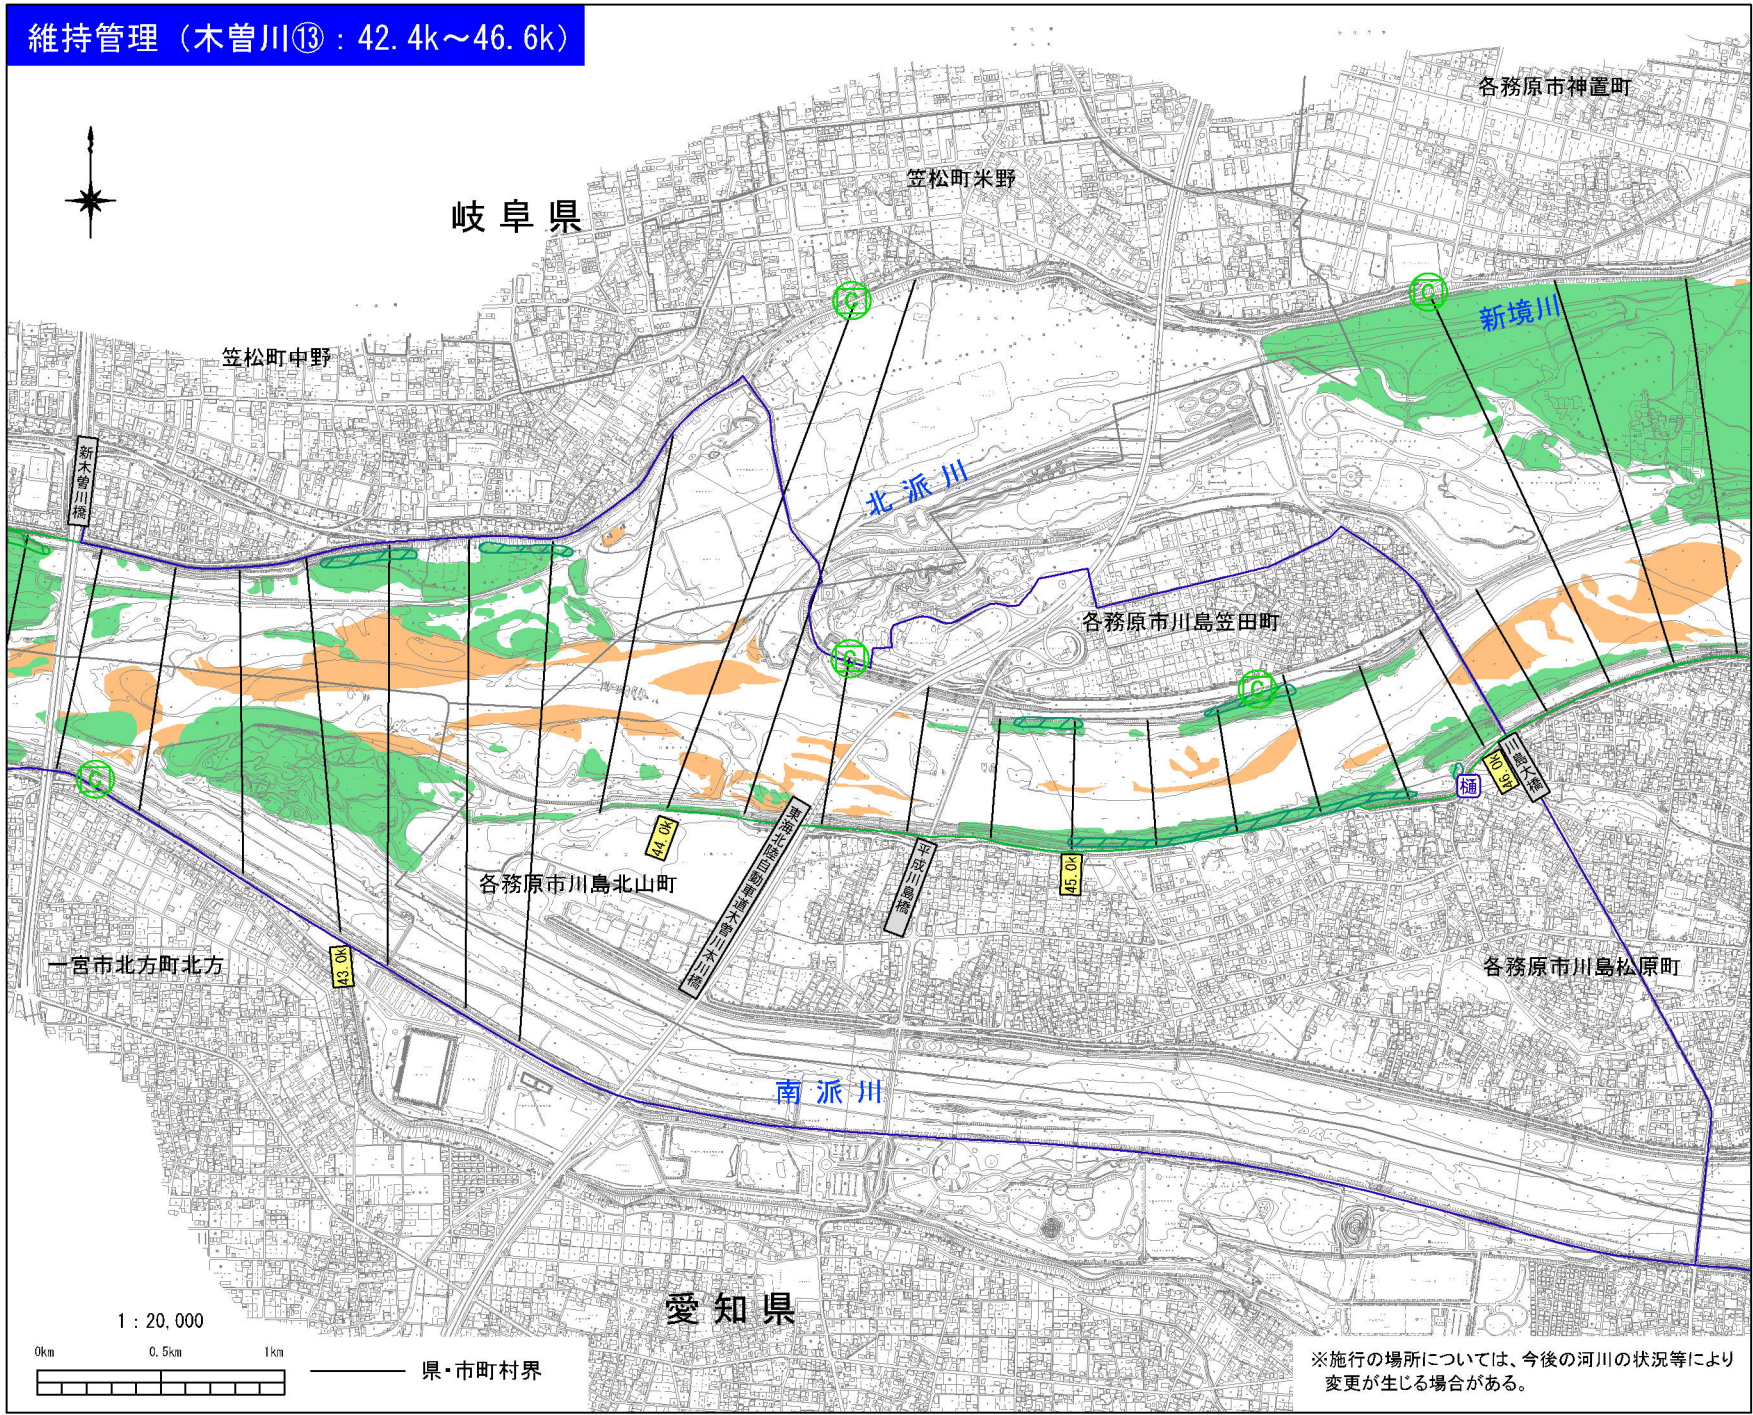 維持管理（木曽川⑬：42.4k～46.6k）
各務原市神置町
笠松町米野
岐阜県
新境川
笠松町中野
新木曽川橋
北派川
各務原市川島笠田町
C
C
C
C
C
樋
川島大橋
46.0k
44.0k
東海北陸自動車道木曽川本川橋
平成川島橋
45.0k
各務原市川島北山町
43.0k
一宮市北方町北方
各務原市川島松原町
南派川
愛知県
1：20,000
0km 0.5km 1km
県・市町村界
※施行の場所については、今後の河川の状況等により
変更が生じる場合がある。